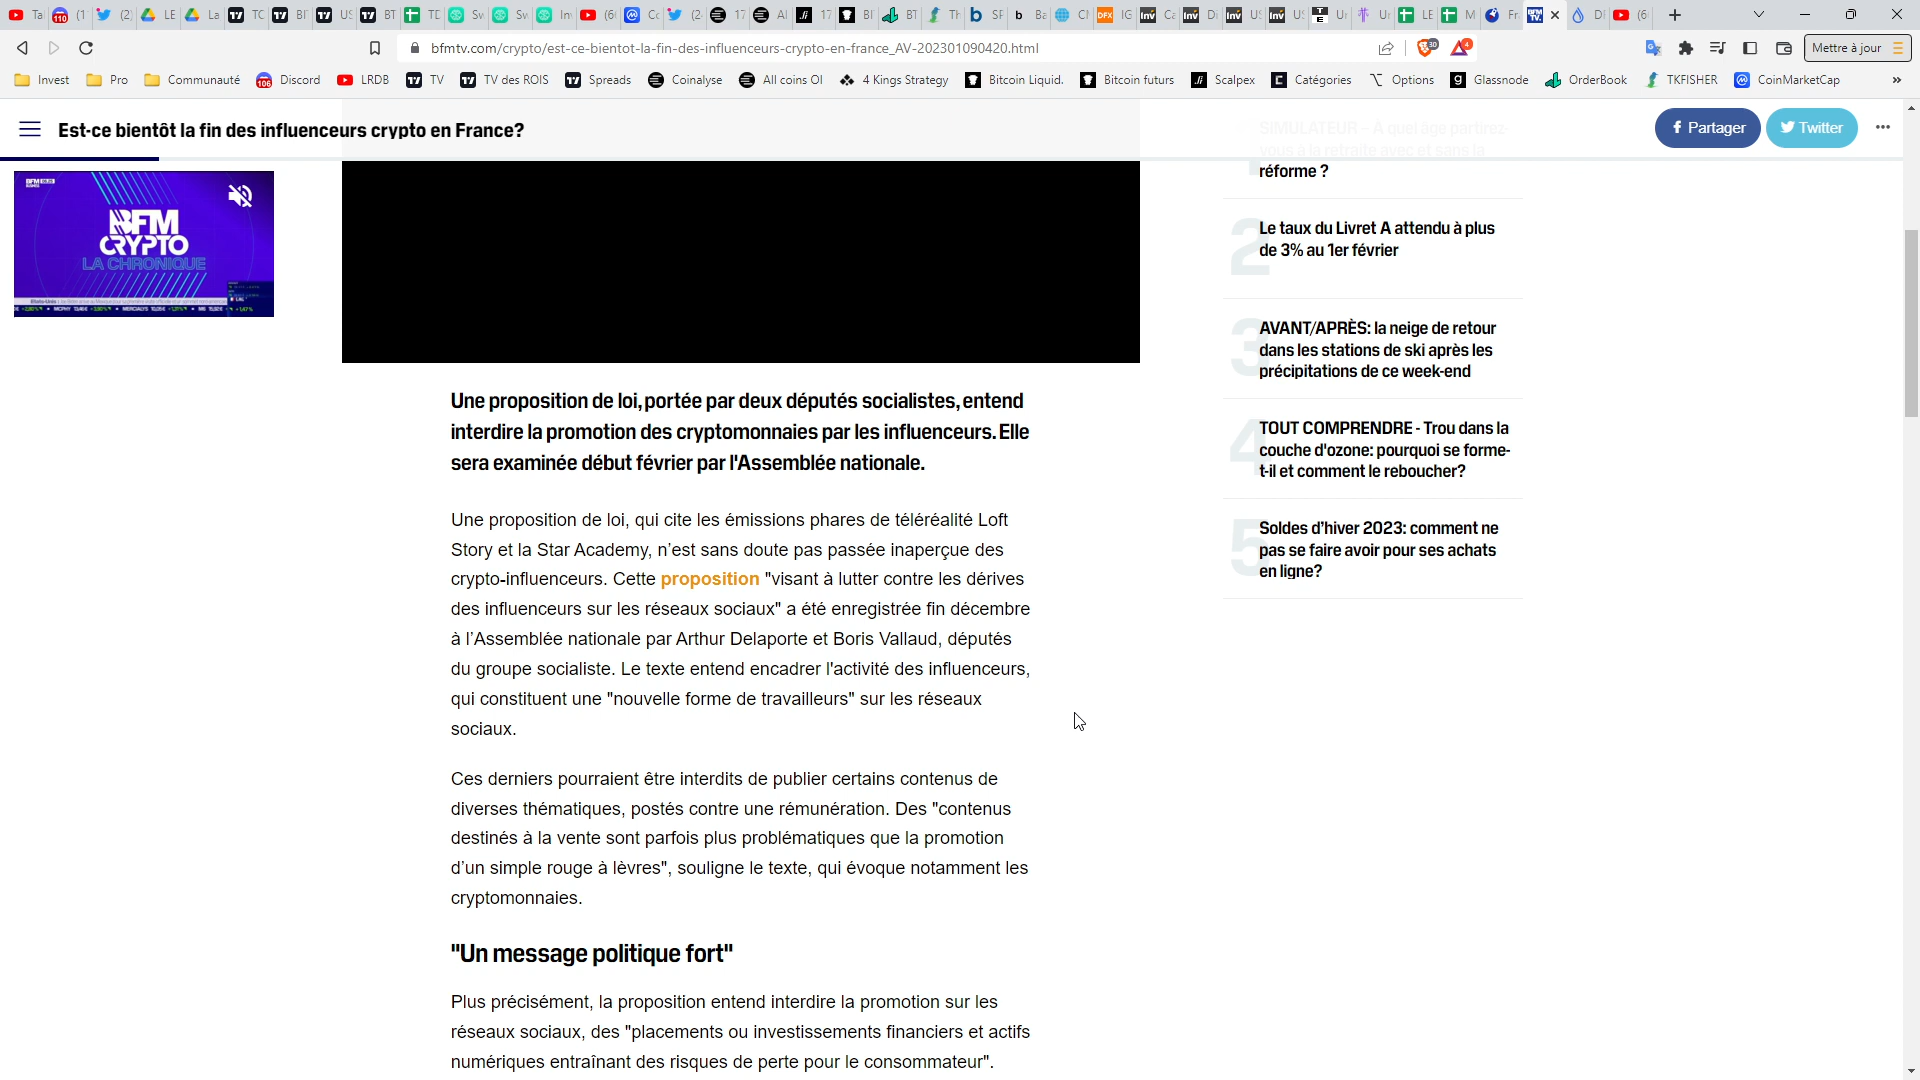 bfmtv.com/crypto/est-ce-bientot-la-fin-des-influenceurs-crypto-en-france_AV-202301090420.html
Mettre à jour
Invest Pro Communauté Discord LRDB TV TV des ROIS Spreads Coinalyse All coins OI 4 Kings Strategy Bitcoin Liquid. Bitcoin futurs Scalpex Catégories Options Glassnode OrderBook TKFISHER CoinMarketCap
Est-ce bientôt la fin des influenceurs crypto en France?
Partager
Twitter
BFM
CRYPTO
LA CHRONIQUE
SIMULATEUR – A quel âge partirez-
vous à la retraite avec et sans la
réforme ?
2
Le taux du Livret A attendu à plus
de 3% au 1er février
3
AVANT/APRÈS: la neige de retour
dans les stations de ski après les
précipitations de ce week-end
4
TOUT COMPRENDRE - Trou dans la
couche d'ozone: pourquoi se forme-
t-il et comment le reboucher?
5
Soldes d’hiver 2023: comment ne
pas se faire avoir pour ses achats
en ligne?
Une proposition de loi, portée par deux députés socialistes, entend
interdire la promotion des cryptomonnaies par les influenceurs. Elle
sera examinée début février par l'Assemblée nationale.
Une proposition de loi, qui cite les émissions phares de téléréalité Loft
Story et la Star Academy, n’est sans doute pas passée inaperçue des
crypto-influenceurs. Cette proposition "visant à lutter contre les dérives
des influenceurs sur les réseaux sociaux" a été enregistrée fin décembre
à l’Assemblée nationale par Arthur Delaporte et Boris Vallaud, députés
du groupe socialiste. Le texte entend encadrer l'activité des influenceurs,
qui constituent une "nouvelle forme de travailleurs" sur les réseaux
sociaux.
Ces derniers pourraient être interdits de publier certains contenus de
diverses thématiques, postés contre une rémunération. Des "contenus
destinés à la vente sont parfois plus problématiques que la promotion
d’un simple rouge à lèvres", souligne le texte, qui évoque notamment les
cryptomonnaies.
"Un message politique fort"
Plus précisément, la proposition entend interdire la promotion sur les
réseaux sociaux, des "placements ou investissements financiers et actifs
numériques entraînant des risques de perte pour le consommateur".